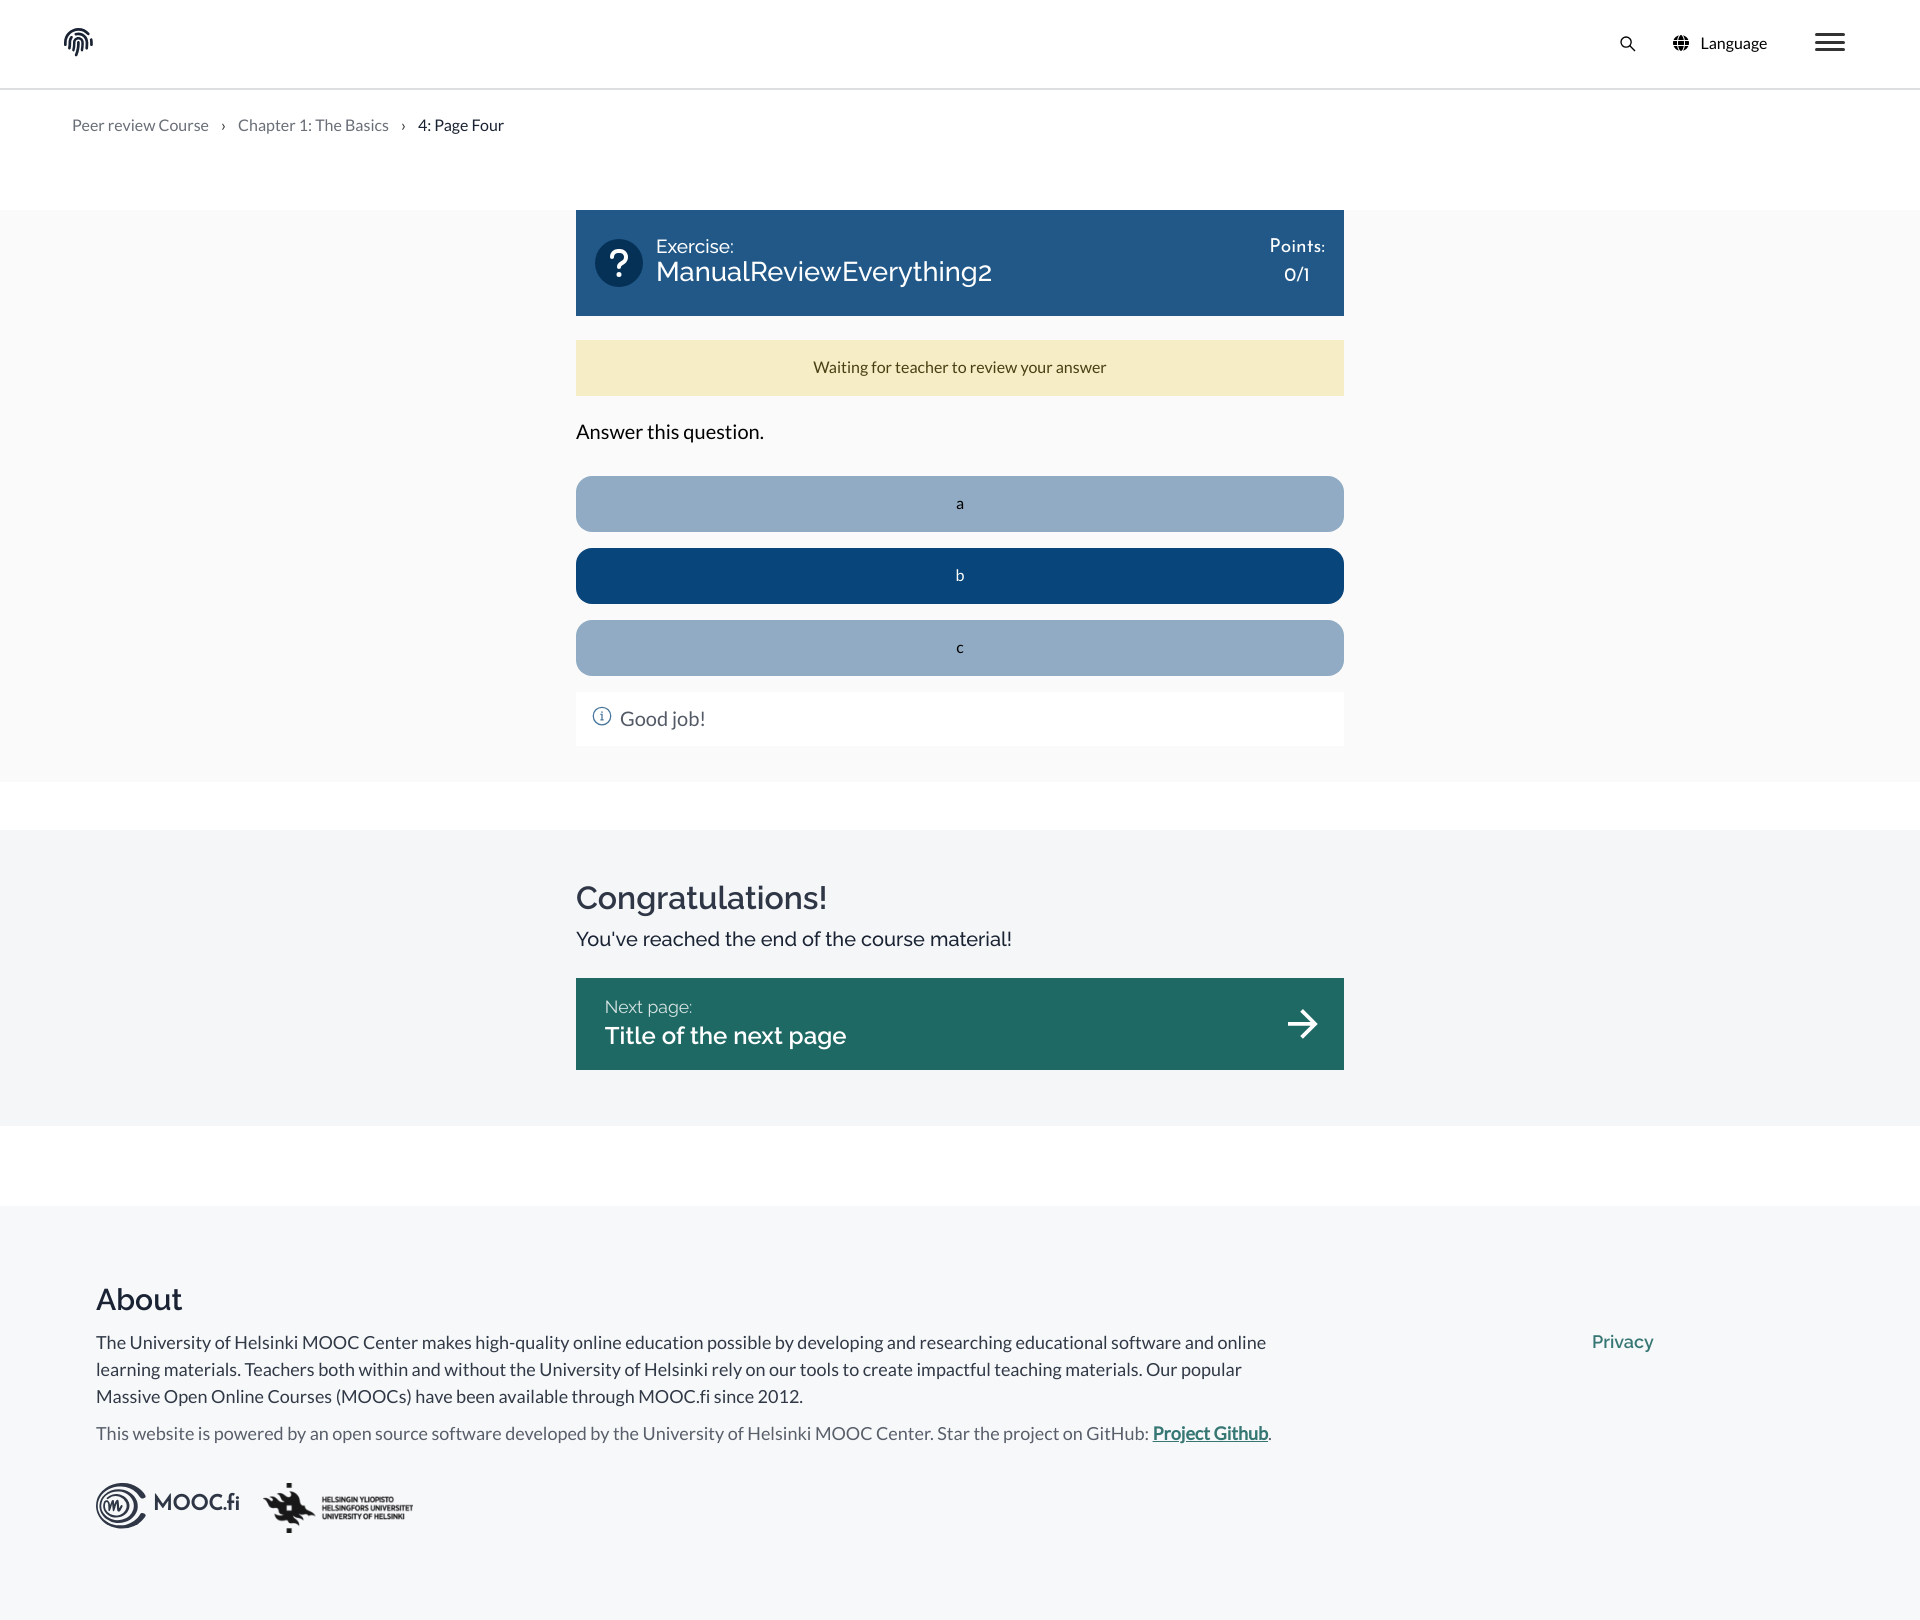 Language
Peer review Course › Chapter 1: The Basics › 4: Page Four
Exercise:
ManualReviewEverything2
Points:
0/1
Waiting for teacher to review your answer
Answer this question.
a
b
c
Good job!
Congratulations!
You've reached the end of the course material!
Next page:
Title of the next page
About
The University of Helsinki MOOC Center makes high-quality online education possible by developing and researching educational software and online
learning materials. Teachers both within and without the University of Helsinki rely on our tools to create impactful teaching materials. Our popular
Massive Open Online Courses (MOOCs) have been available through MOOC.fi since 2012.
This website is powered by an open source software developed by the University of Helsinki MOOC Center. Star the project on GitHub: Project Github.
Privacy
MOOC.fi
HELSINGIN YLIOPISTO
HELSINGFORS UNIVERSITET
UNIVERSITY OF HELSINKI